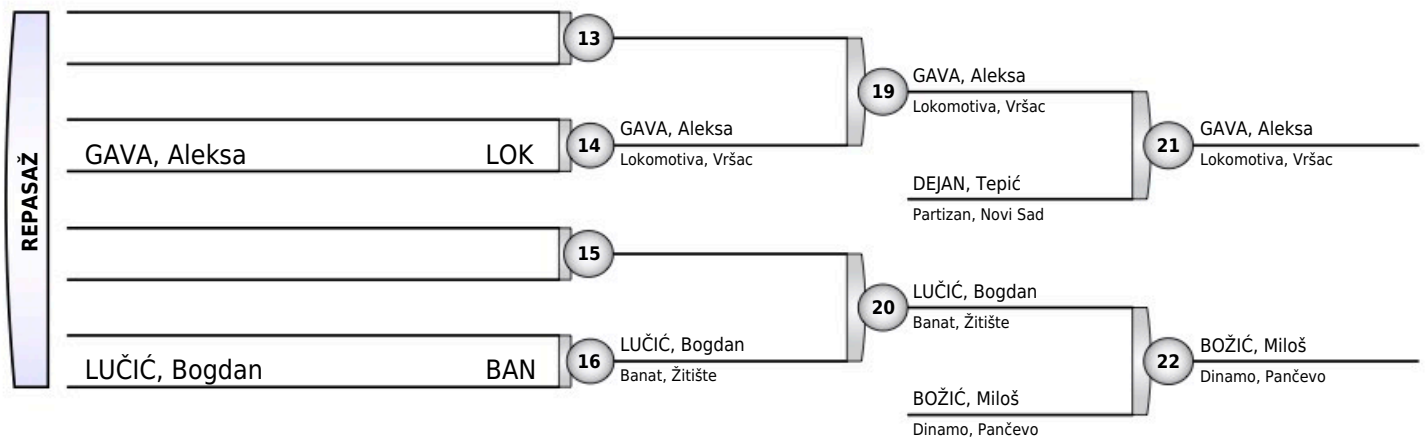 REPASAŽ
13
GAVA, Aleksa LOK
14
GAVA, Aleksa
Lokomotiva, Vršac
19
GAVA, Aleksa
Lokomotiva, Vršac
DEJAN, Tepić
Partizan, Novi Sad
21
GAVA, Aleksa
Lokomotiva, Vršac
15
LUČIĆ, Bogdan BAN
16
LUČIĆ, Bogdan
Banat, Žitište
20
LUČIĆ, Bogdan
Banat, Žitište
BOŽIĆ, Miloš
Dinamo, Pančevo
22
BOŽIĆ, Miloš
Dinamo, Pančevo